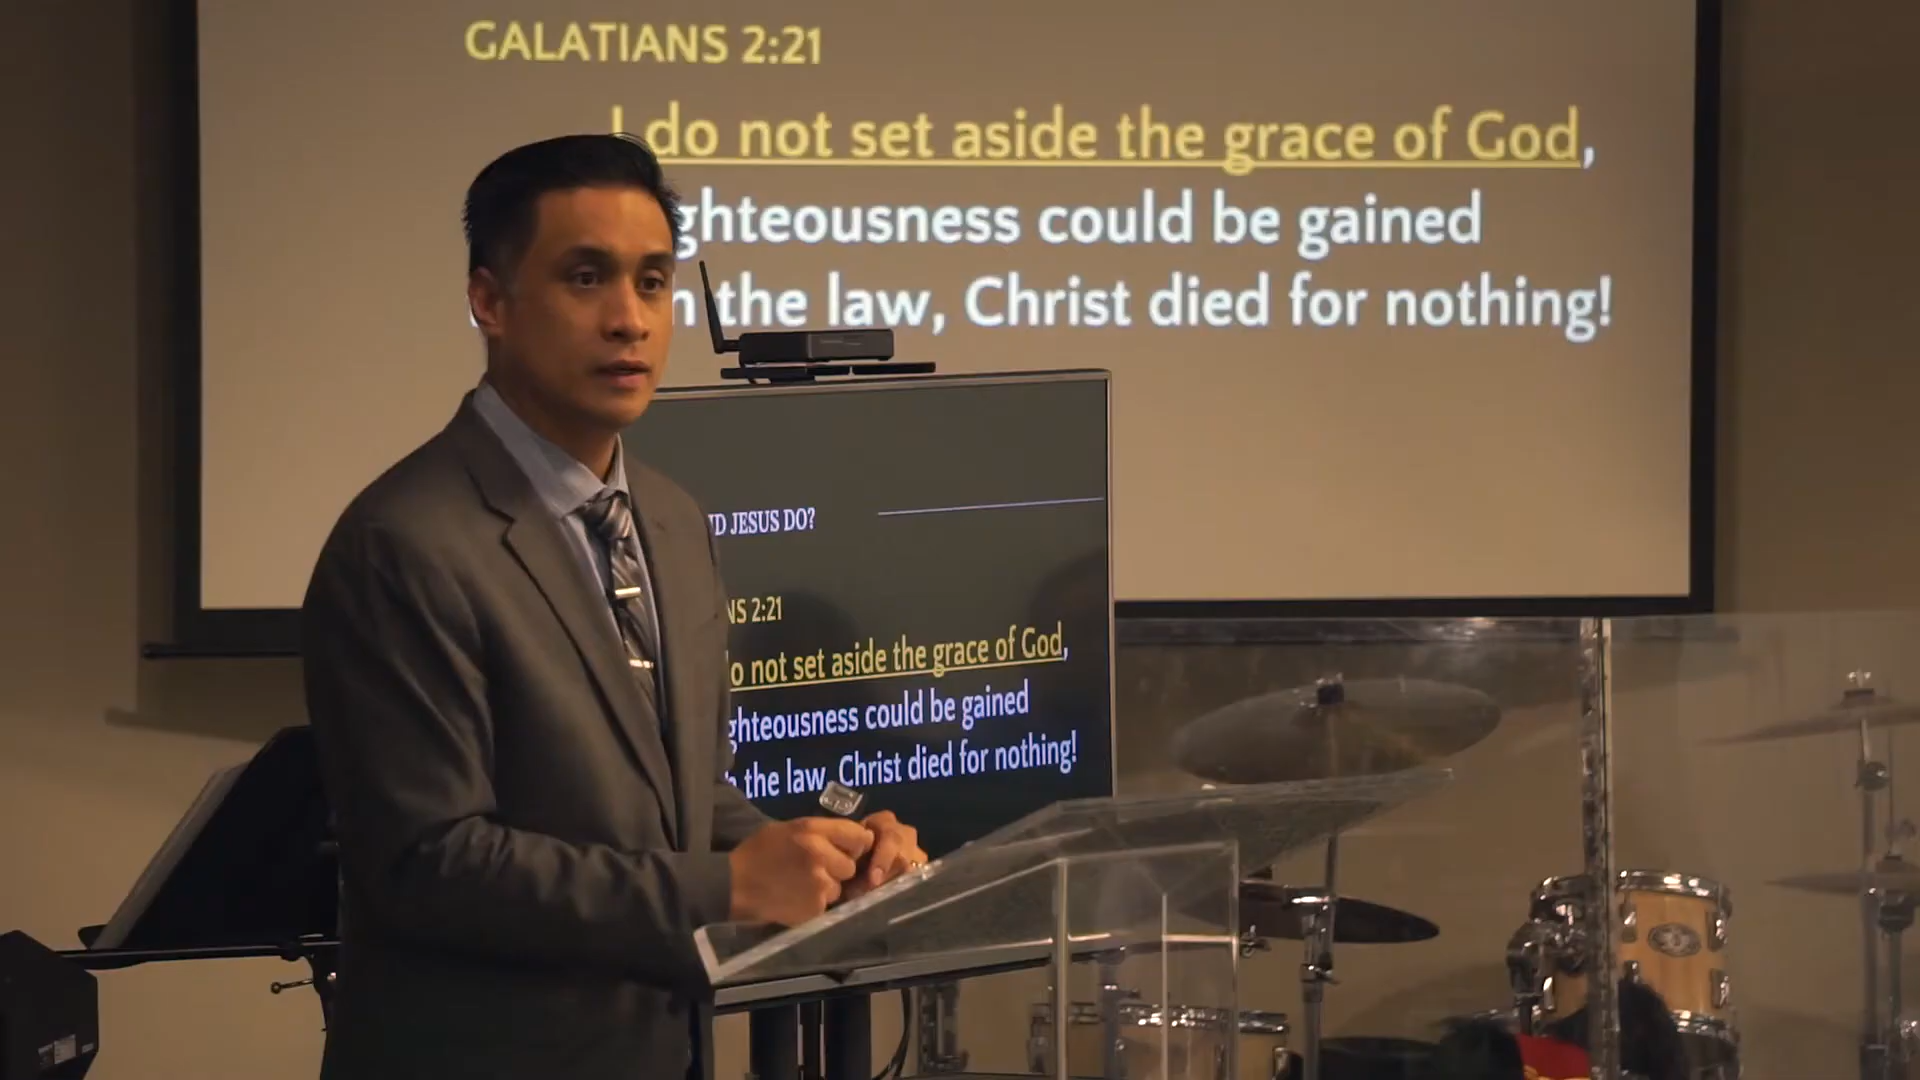 GALATIANS 2:21
I do not set aside the grace of God,
ghteousness could be gained
h the law, Christ died for nothing!
D JESUS DO?
NS 2:21
o not set aside the grace of God,
ghteousness could be gained
the law, Christ died for nothing!